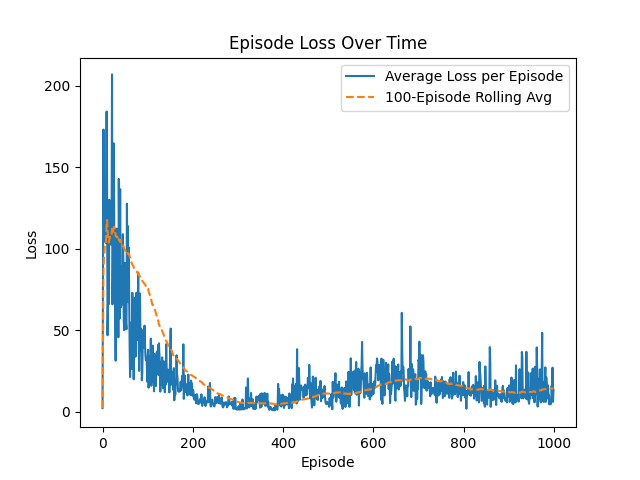 Episode Loss Over Time
Average Loss per Episode
100-Episode Rolling Avg
Loss
200
150
100
50
0
0 200 400 600 800 1000
Episode